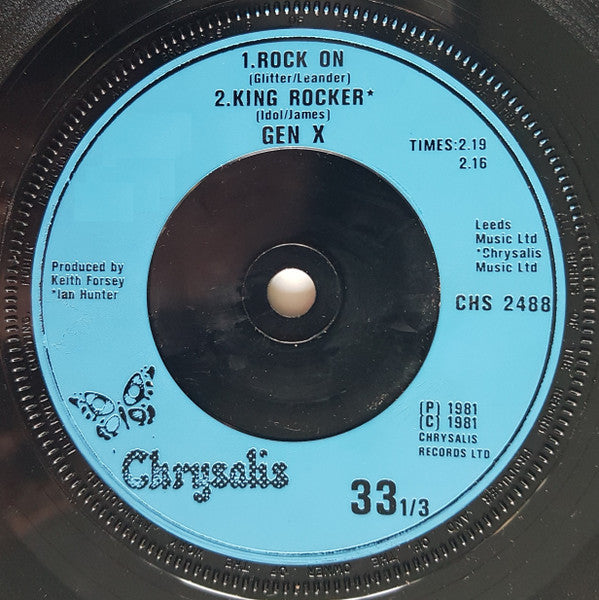 1.ROCK ON
(Glitter/Leander)
2.KING ROCKER*
(Idol/James)
GEN X
TIMES:2.19
2.16
Leeds
Music Ltd
*Chrysalis
Music Ltd
Produced by
Keith Forsey
*Ian Hunter
CHS 2488
(P) 1981
(C) 1981
CHRYSALIS
RECORDS LTD
Chrysalis
33 1/3